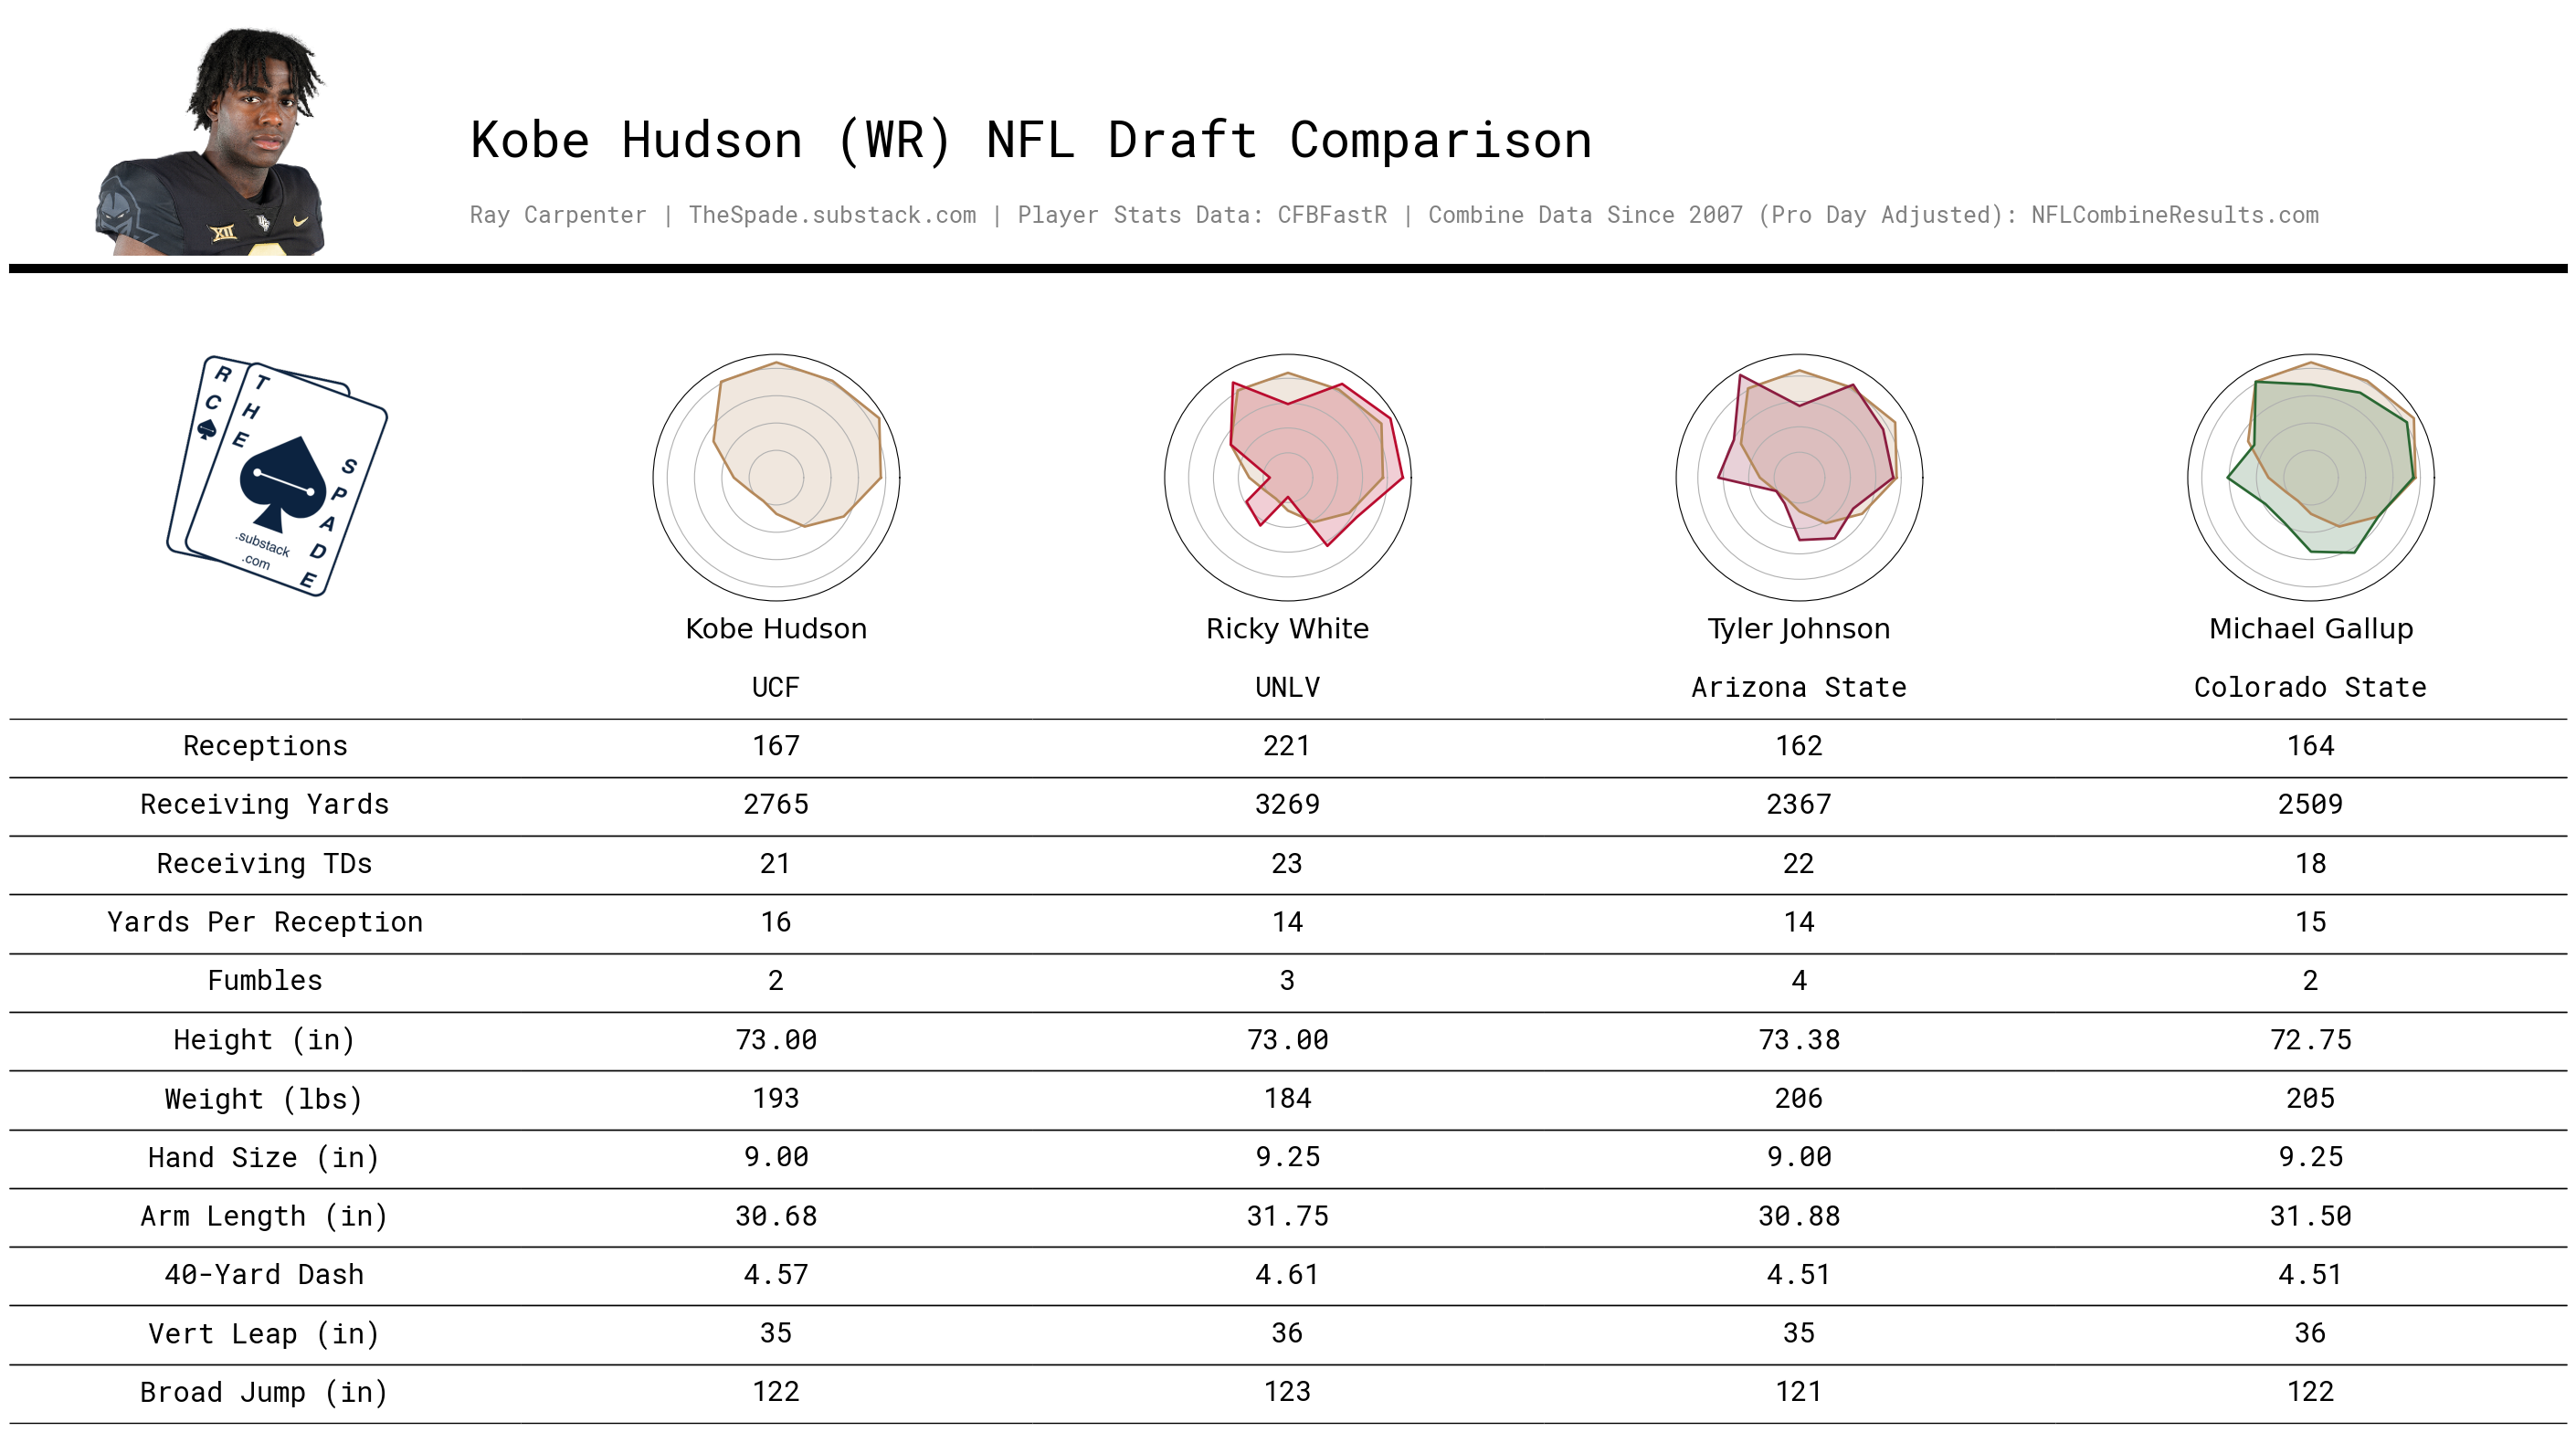 Kobe Hudson (WR) NFL Draft Comparison
Ray Carpenter | TheSpade.substack.com | Player Stats Data: CFBFastR | Combine Data Since 2007 (Pro Day Adjusted): NFLCombineResults.com
XII
UCF
R C
THE
SPADE
.substack
.com
Kobe Hudson Ricky White Tyler Johnson Michael Gallup
UCF UNLV Arizona State Colorado State
Receptions 167 221 162 164
Receiving Yards 2765 3269 2367 2509
Receiving TDs 21 23 22 18
Yards Per Reception 16 14 14 15
Fumbles 2 3 4 2
Height (in) 73.00 73.00 73.38 72.75
Weight (lbs) 193 184 206 205
Hand Size (in) 9.00 9.25 9.00 9.25
Arm Length (in) 30.68 31.75 30.88 31.50
40-Yard Dash 4.57 4.61 4.51 4.51
Vert Leap (in) 35 36 35 36
Broad Jump (in) 122 123 121 122